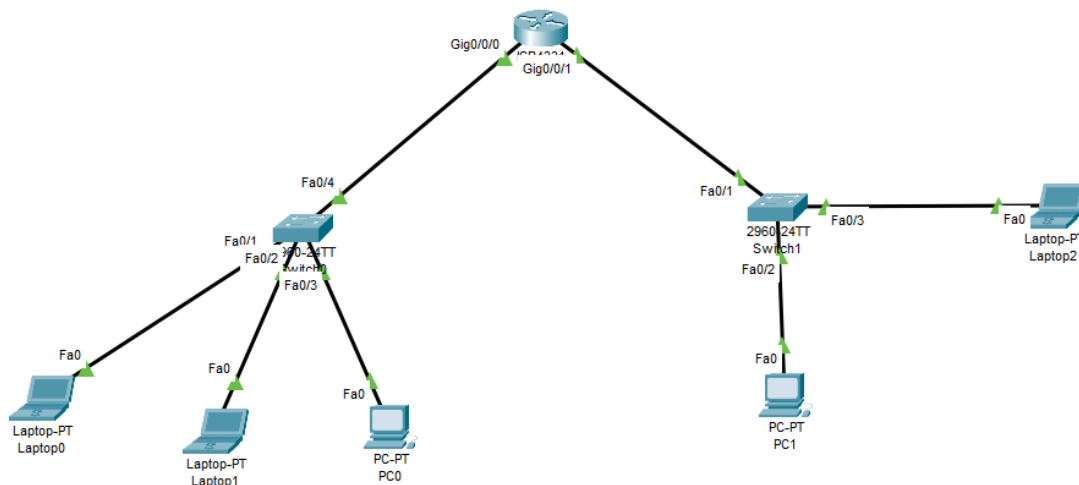 Gig0/0/0
Gig0/0/1
Fa0/4
Fa0/1
Fa0/2
Fa0/3
Fa0
Laptop-PT
Laptop0
Fa0
Laptop-PT
Laptop1
Fa0
PC-PT
PC0
Fa0/1
2960-24TT
Switch1
Fa0/3
Fa0/2
Fa0
Laptop-PT
Laptop2
Fa0
PC-PT
PC1